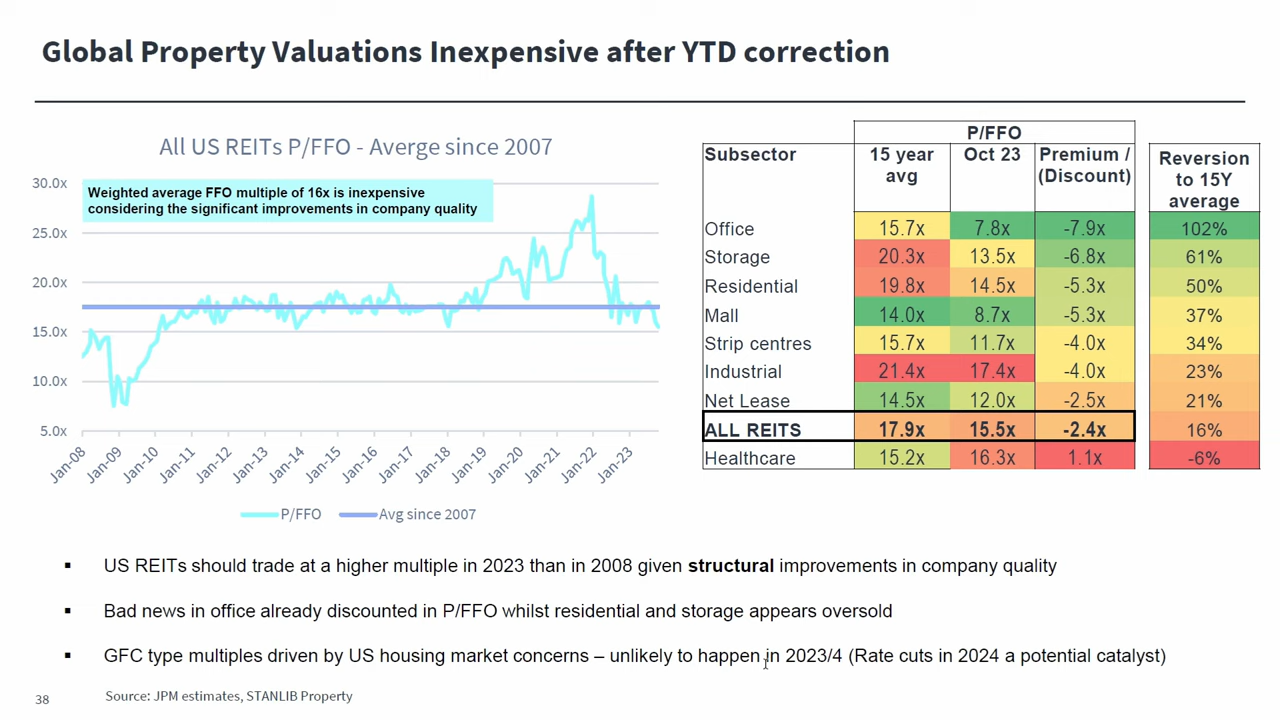 Global Property Valuations Inexpensive after YTD correction
All US REITs P/FFO - Averge since 2007
Weighted average FFO multiple of 16x is inexpensive
considering the significant improvements in company quality
30.0x
25.0x
20.0x
15.0x
10.0x
5.0x
Jan-08 Jan-09 Jan-10 Jan-11 Jan-12 Jan-13 Jan-14 Jan-15 Jan-16 Jan-17 Jan-18 Jan-19 Jan-20 Jan-21 Jan-22 Jan-23
P/FFO Avg since 2007
P/FFO
Subsector 15 year avg Oct 23 Premium / (Discount) Reversion to 15Y average
Office 15.7x 7.8x -7.9x 102%
Storage 20.3x 13.5x -6.8x 61%
Residential 19.8x 14.5x -5.3x 50%
Mall 14.0x 8.7x -5.3x 37%
Strip centres 15.7x 11.7x -4.0x 34%
Industrial 21.4x 17.4x -4.0x 23%
Net Lease 14.5x 12.0x -2.5x 21%
ALL REITS 17.9x 15.5x -2.4x 16%
Healthcare 15.2x 16.3x 1.1x -6%
▪ US REITs should trade at a higher multiple in 2023 than in 2008 given structural improvements in company quality
▪ Bad news in office already discounted in P/FFO whilst residential and storage appears oversold
▪ GFC type multiples driven by US housing market concerns – unlikely to happen in 2023/4 (Rate cuts in 2024 a potential catalyst)
38 Source: JPM estimates, STANLIB Property